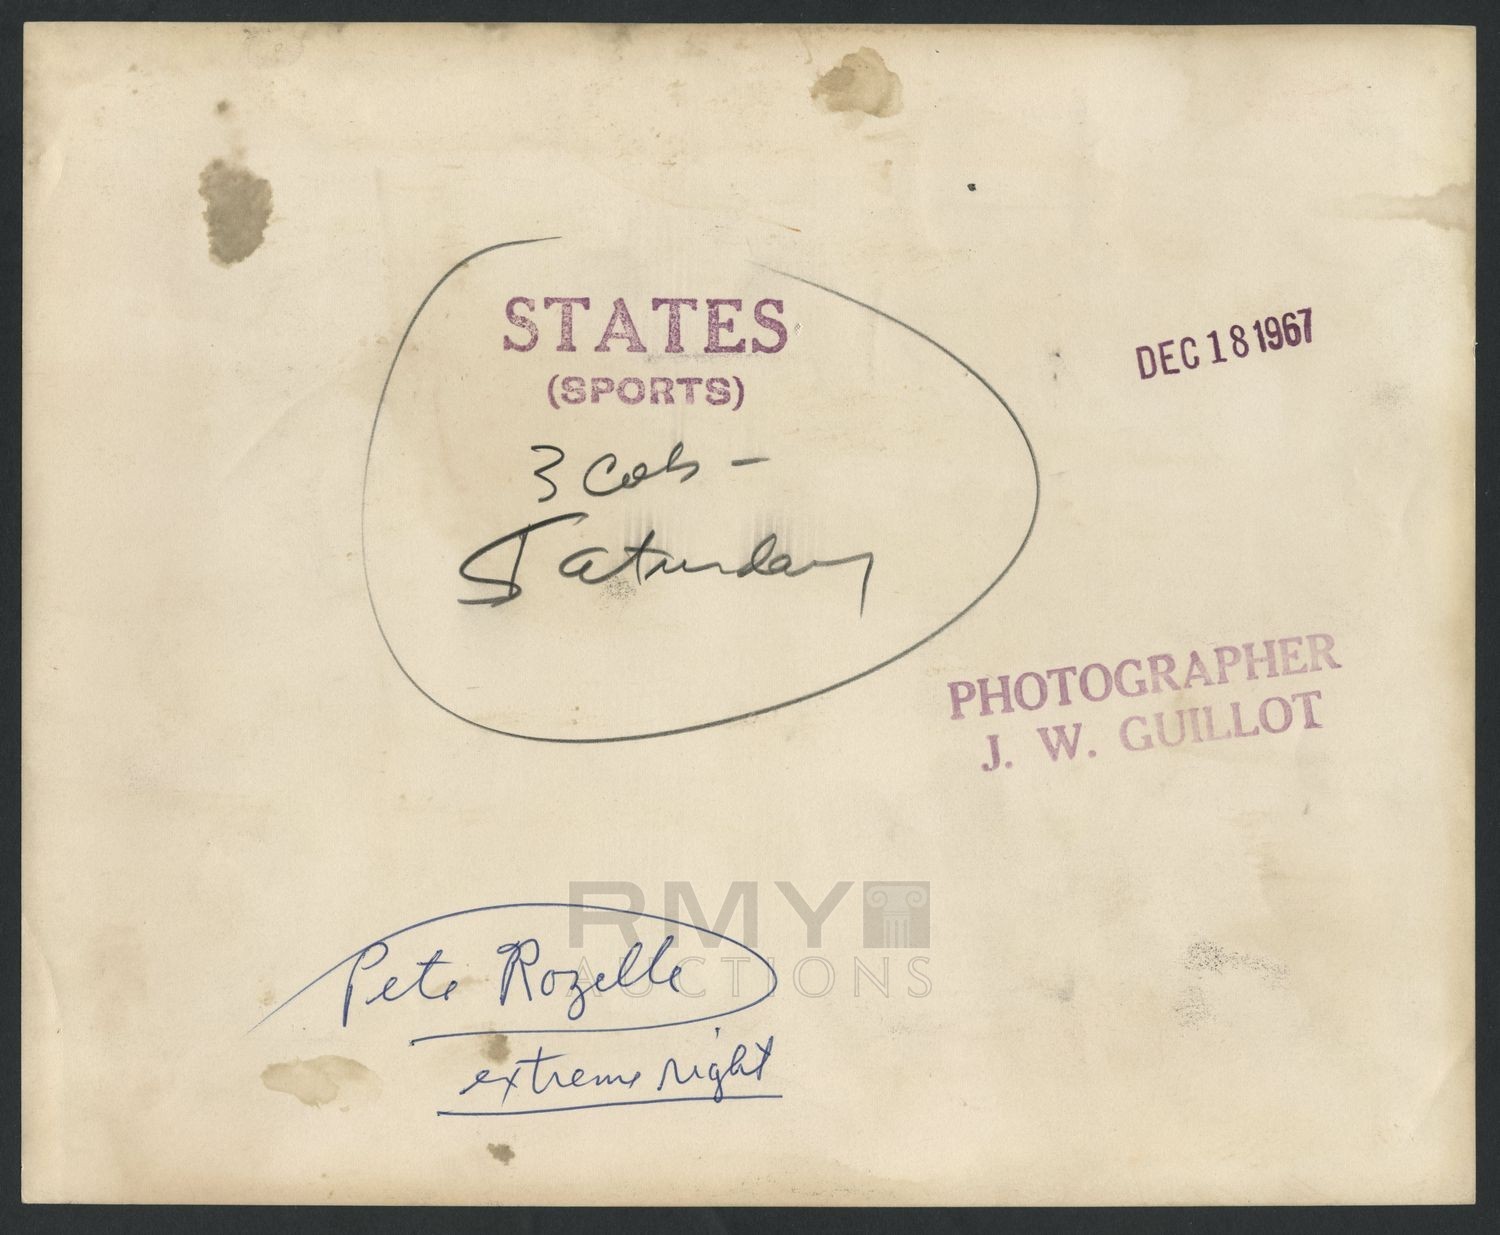 STATES
(SPORTS)
3 Cols -
Saturday
DEC 18 1967
PHOTOGRAPHER
J. W. GUILLOT
RMY
AUCTIONS
Pete Rozelle
extreme right